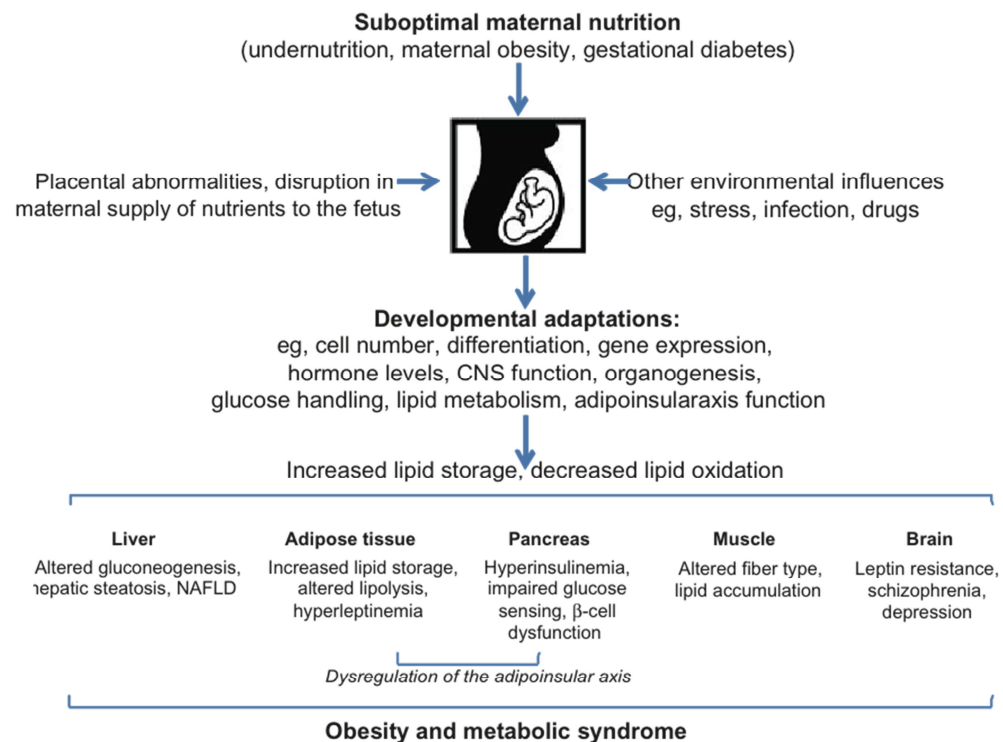 Suboptimal maternal nutrition
(undernutrition, maternal obesity, gestational diabetes)
Placental abnormalities, disruption in
maternal supply of nutrients to the fetus
Other environmental influences
eg, stress, infection, drugs
Developmental adaptations:
eg, cell number, differentiation, gene expression,
hormone levels, CNS function, organogenesis,
glucose handling, lipid metabolism, adipoinsularaxis function
Increased lipid storage, decreased lipid oxidation
Liver
Altered gluconeogenesis,
hepatic steatosis, NAFLD
Adipose tissue
Increased lipid storage,
altered lipolysis,
hyperleptinemia
Pancreas
Hyperinsulinemia,
impaired glucose
sensing, β-cell
dysfunction
Muscle
Altered fiber type,
lipid accumulation
Brain
Leptin resistance,
schizophrenia,
depression
Dysregulation of the adipoinsular axis
Obesity and metabolic syndrome